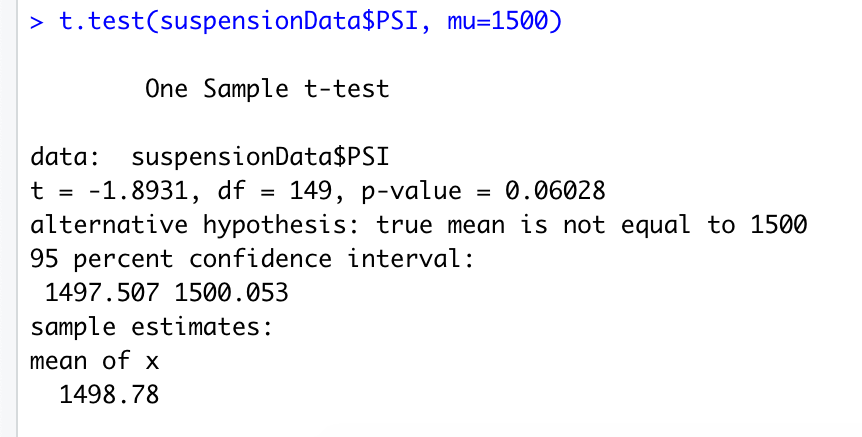 > t.test(suspensionData$PSI, mu=1500)
One Sample t-test
data:  suspensionData$PSI
t = -1.8931, df = 149, p-value = 0.06028
alternative hypothesis: true mean is not equal to 1500
95 percent confidence interval:
1497.507 1500.053
sample estimates:
mean of x
1498.78